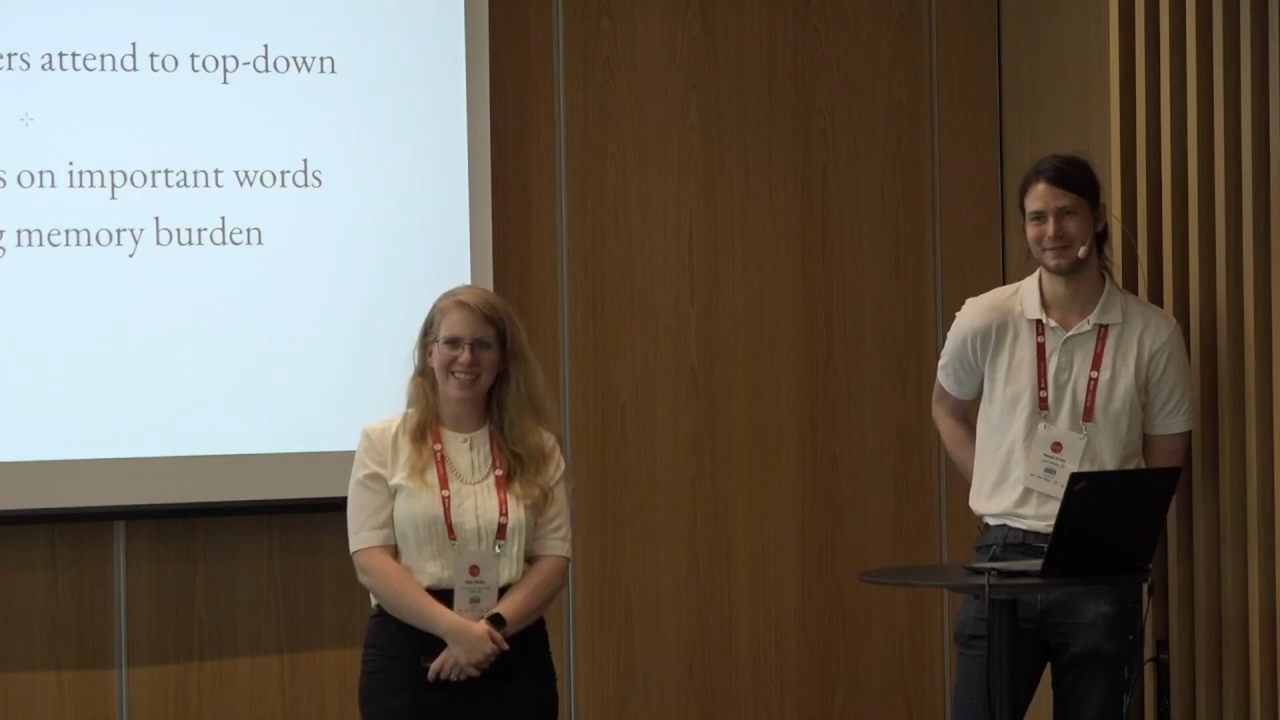 ers attend to top-down
s on important words
g memory burden